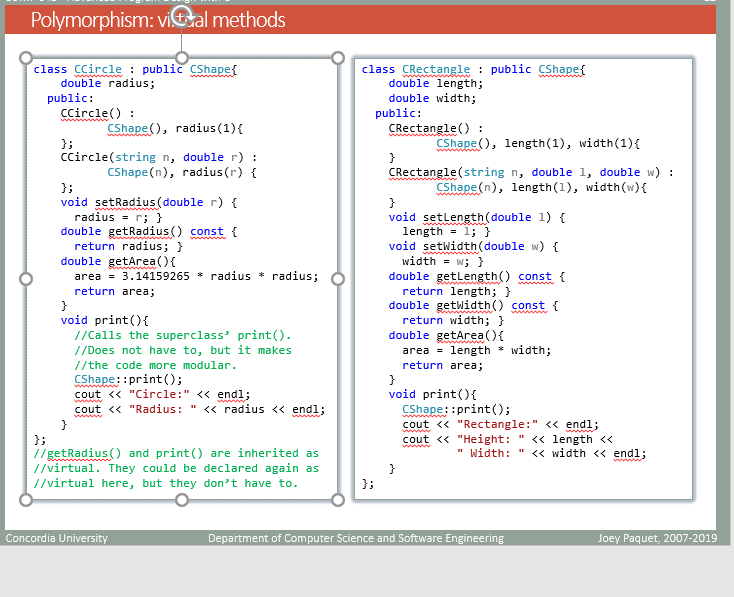 Polymorphism: virtual methods
class CCircle : public CShape{
double radius;
public:
CCircle() :
CShape(), radius(1){
};
CCircle(string n, double r) :
CShape(n), radius(r) {
};
void setRadius(double r) {
radius = r; }
double getRadius() const {
return radius; }
double getArea(){
area = 3.14159265 * radius * radius;
return area;
}
void print(){
//Calls the superclass’ print().
//Does not have to, but it makes
//the code more modular.
CShape::print();
cout << "Circle:" << endl;
cout << "Radius: " << radius << endl;
}
};
//getRadius() and print() are inherited as
//virtual. They could be declared again as
//virtual here, but they don’t have to.
class CRectangle : public CShape{
double length;
double width;
public:
CRectangle() :
CShape(), length(1), width(1){
}
CRectangle(string n, double l, double w) :
CShape(n), length(l), width(w){
}
void setLength(double l) {
length = l; }
void setWidth(double w) {
width = w; }
double getLength() const {
return length; }
double getWidth() const {
return width; }
double getArea(){
area = length * width;
return area;
}
void print(){
CShape::print();
cout << "Rectangle:" << endl;
cout << "Height: " << length <<
" Width: " << width << endl;
}
};
Concordia University
Department of Computer Science and Software Engineering
Joey Paquet, 2007-2019